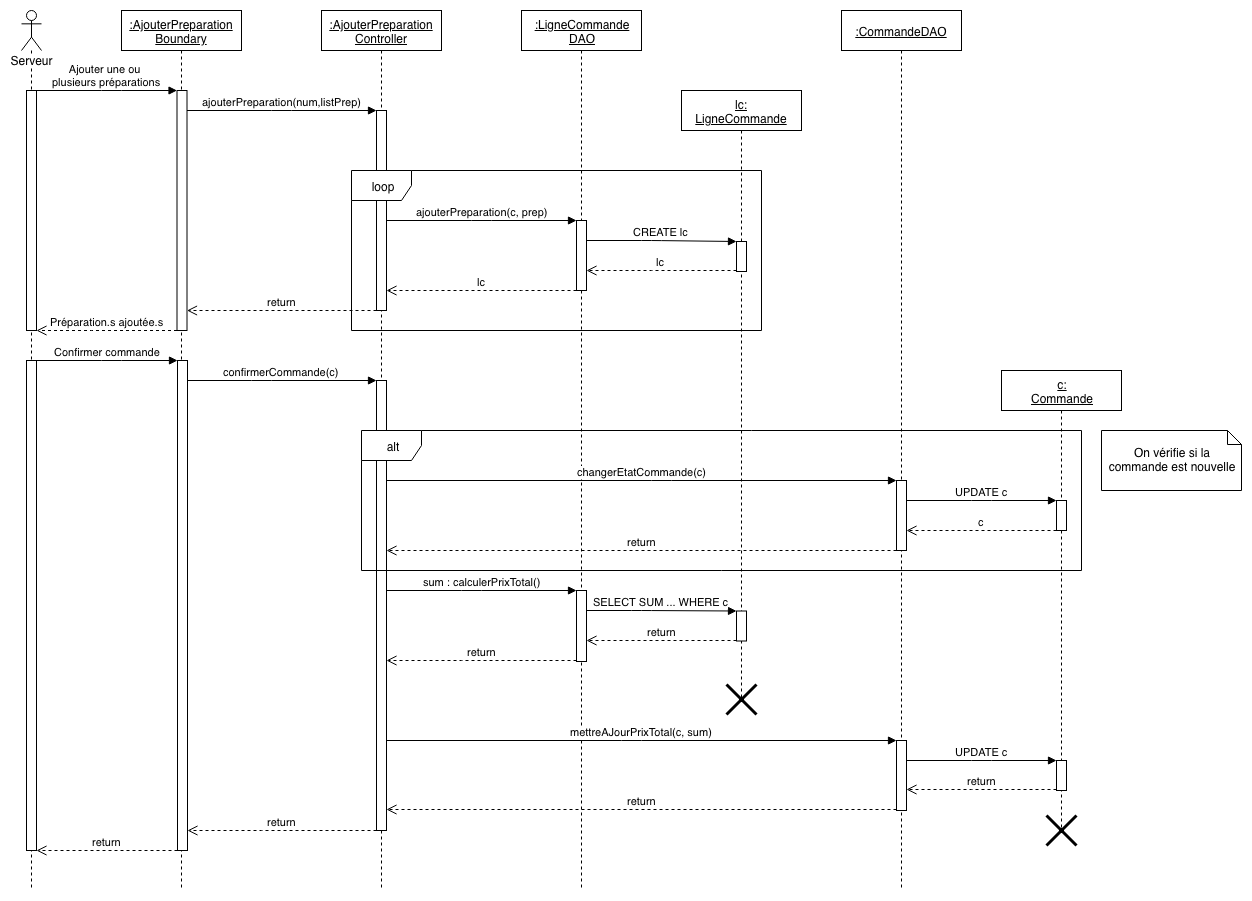 :AjouterPreparation
Boundary
:AjouterPreparation
Controller
:LigneCommande
DAO
:CommandeDAO
Serveur
Ajouter une ou
plusieurs préparations
ajouterPreparation(num,listPrep)
lc:
LigneCommande
loop
ajouterPreparation(c, prep)
CREATE lc
lc
lc
return
Préparation.s ajoutée.s
Confirmer commande
confirmerCommande(c)
c:
Commande
alt
On vérifie si la
commande est nouvelle
changerEtatCommande(c)
UPDATE c
c
return
sum : calculerPrixTotal()
SELECT SUM ... WHERE c
return
return
mettreAJourPrixTotal(c, sum)
UPDATE c
return
return
return
return